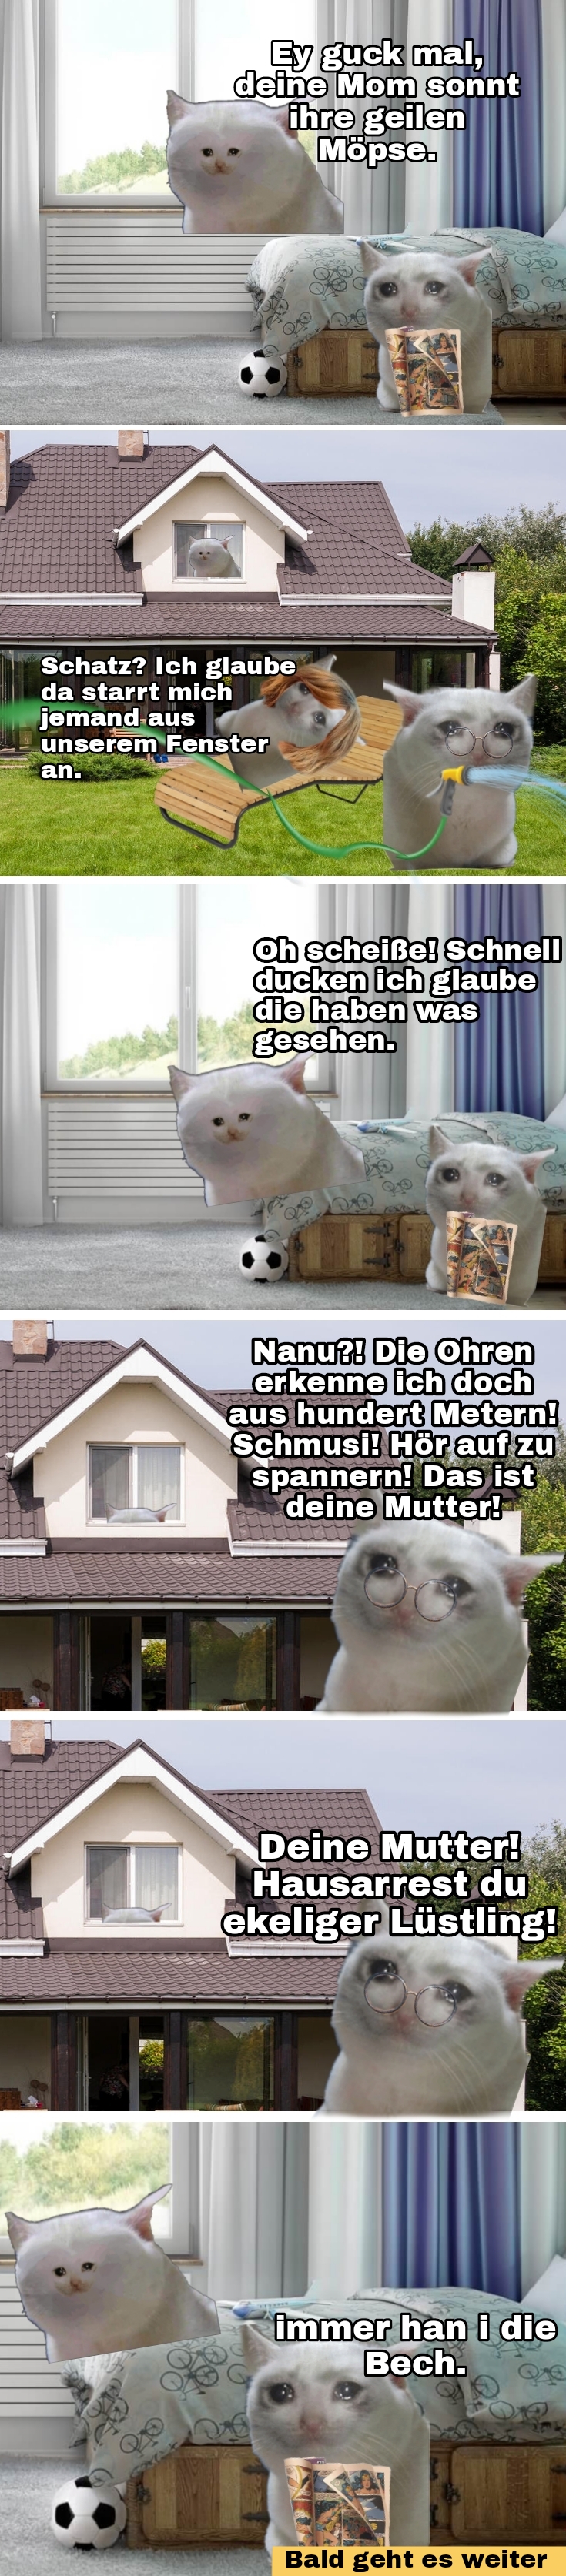 Ey guck mal,
deine Mom sonnt
ihre geilen
Möpse.
Schatz? Ich glaube
da starrt mich
jemand aus
unserem Fenster
an.
Oh scheiße! Schnell
ducken ich glaube
die haben was
gesehen.
Nanu?! Die Ohren
erkenne ich doch
aus hundert Metern!
Schmusi! Hör auf zu
spannern! Das ist
deine Mutter!
Deine Mutter!
Hausarrest du
ekeliger Lüstling!
immer han i die
Bech.
Bald geht es weiter